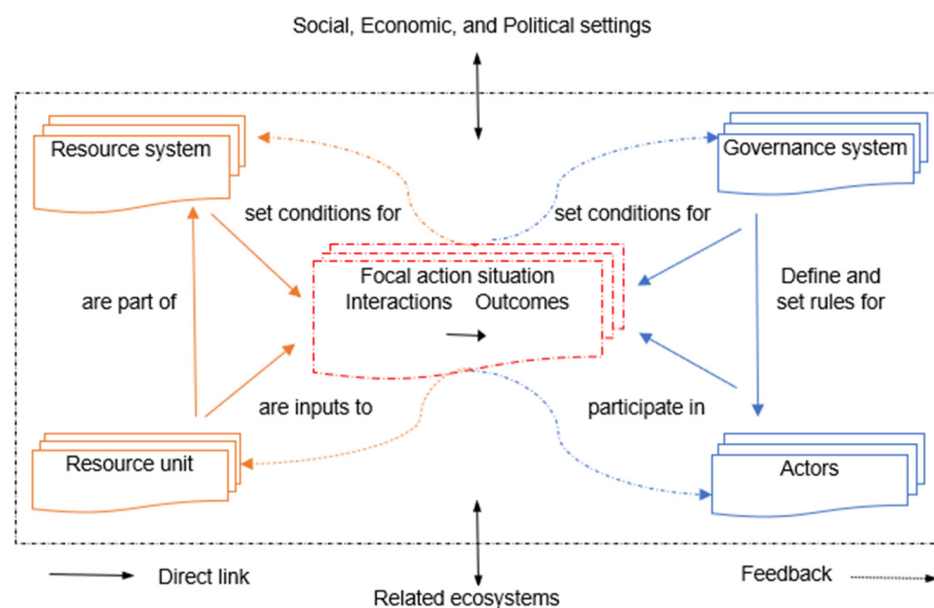 Social, Economic, and Political settings
Resource system
Governance system
set conditions for
set conditions for
Focal action situation
Interactions Outcomes
are part of
Define and
set rules for
are inputs to
participate in
Resource unit
Actors
Direct link
Feedback
Related ecosystems